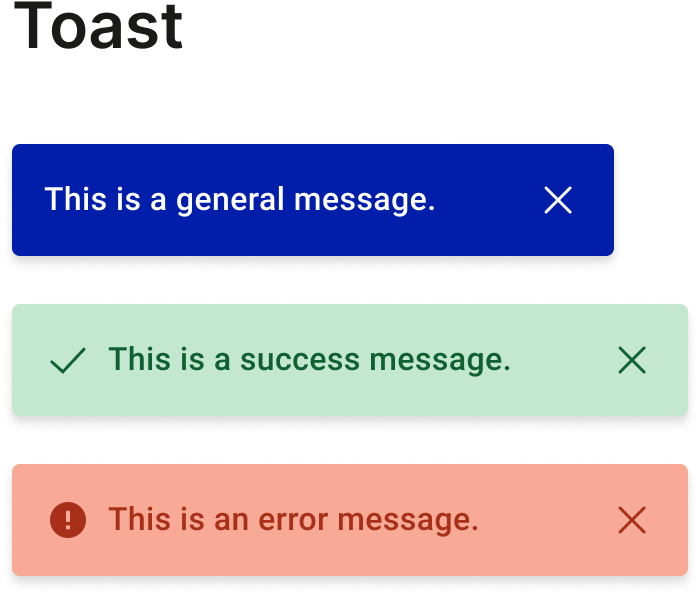 Toast
This is a general message.
This is a success message.
This is an error message.